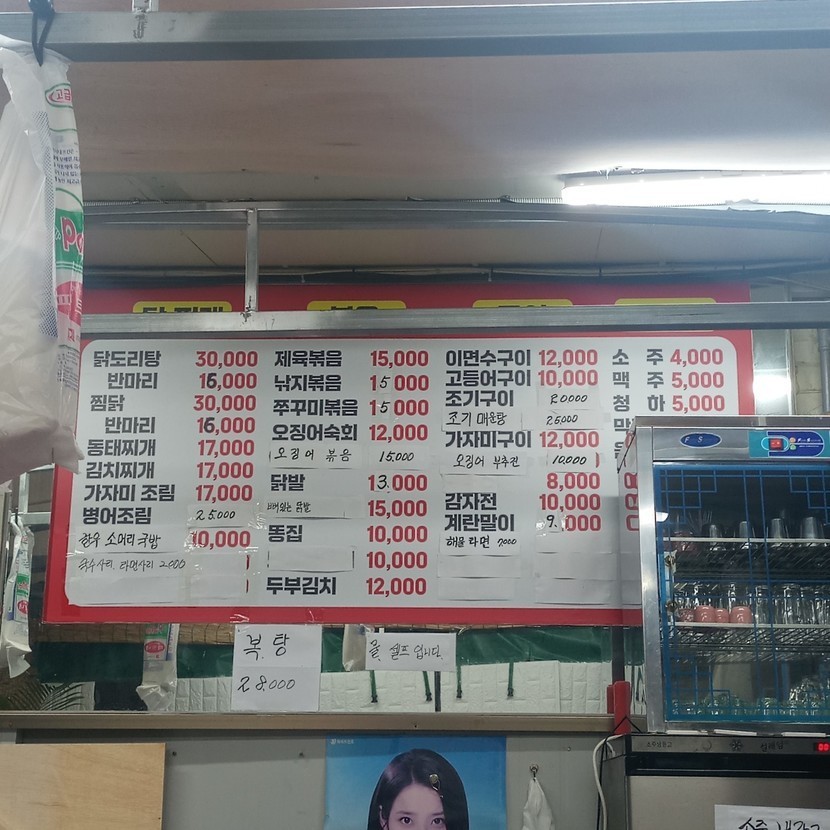 닭도리탕 30,000
반마리 16,000
찜닭 30,000
반마리 16,000
동태찌개 17,000
김치찌개 17,000
가자미 조림 17,000
병어조림 25.000
한우 소머리 국밥 10,000
국수사리. 라면사리 2000
제육볶음 15,000
낚지볶음 15000
쭈꾸미볶음 15000
오징어숙회 12,000
오징어 볶음 15,000
닭발 13.000
뼈없는 닭발 15,000
똥집 10,000
10,000
두부김치 12,000
이면수구이 12,000
고등어구이 10,000
조기구이 20000
조기 매운탕 25000
가자미구이 12,000
오징어 부추전 10,000
8,000
감자전 10,000
계란말이 9.000
해물 라면 7000
소주 4,000
맥주 5,000
청하 5,000
복탕
28.000
물. 쉘프 입니다.
고급